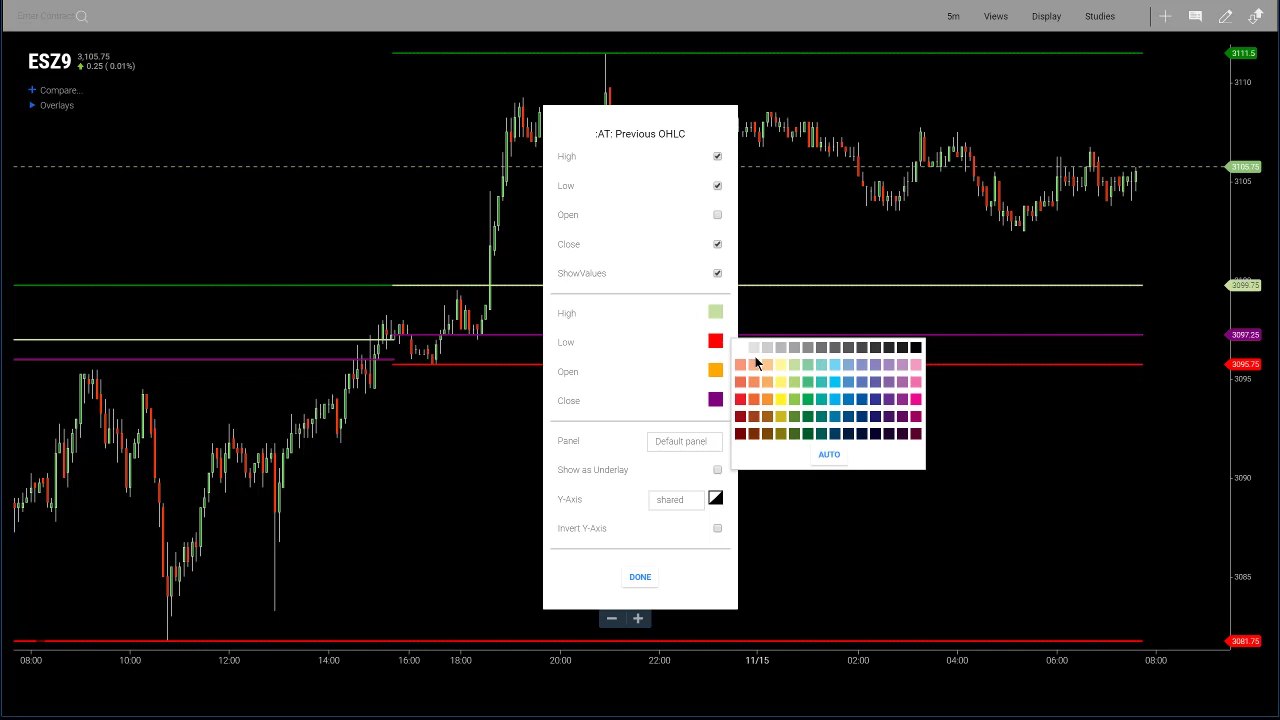 Enter Contract
5m Views Display Studies
ESZ9
3,105.75
0.25 ( 0.01%)
Compare...
Overlays
3111.5
3110
3105.75
3105
3099.75
3097.25
3095.75
3095
3090
3085
3081.75
:AT: Previous OHLC
High
Low
Open
Close
ShowValues
High
Low
Open
Close
AUTO
Panel Default panel
Show as Underlay
Y-Axis shared
Invert Y-Axis
DONE
08:00 10:00 12:00 14:00 16:00 18:00 20:00 22:00 11/15 02:00 04:00 06:00 08:00